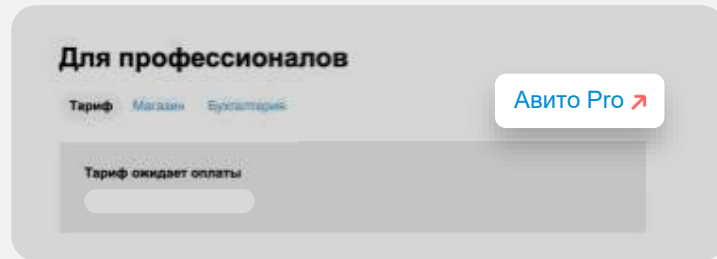 Для профессионалов
Тариф Магазин Бухгалтерия
Авито Pro
Тариф ожидает оплаты